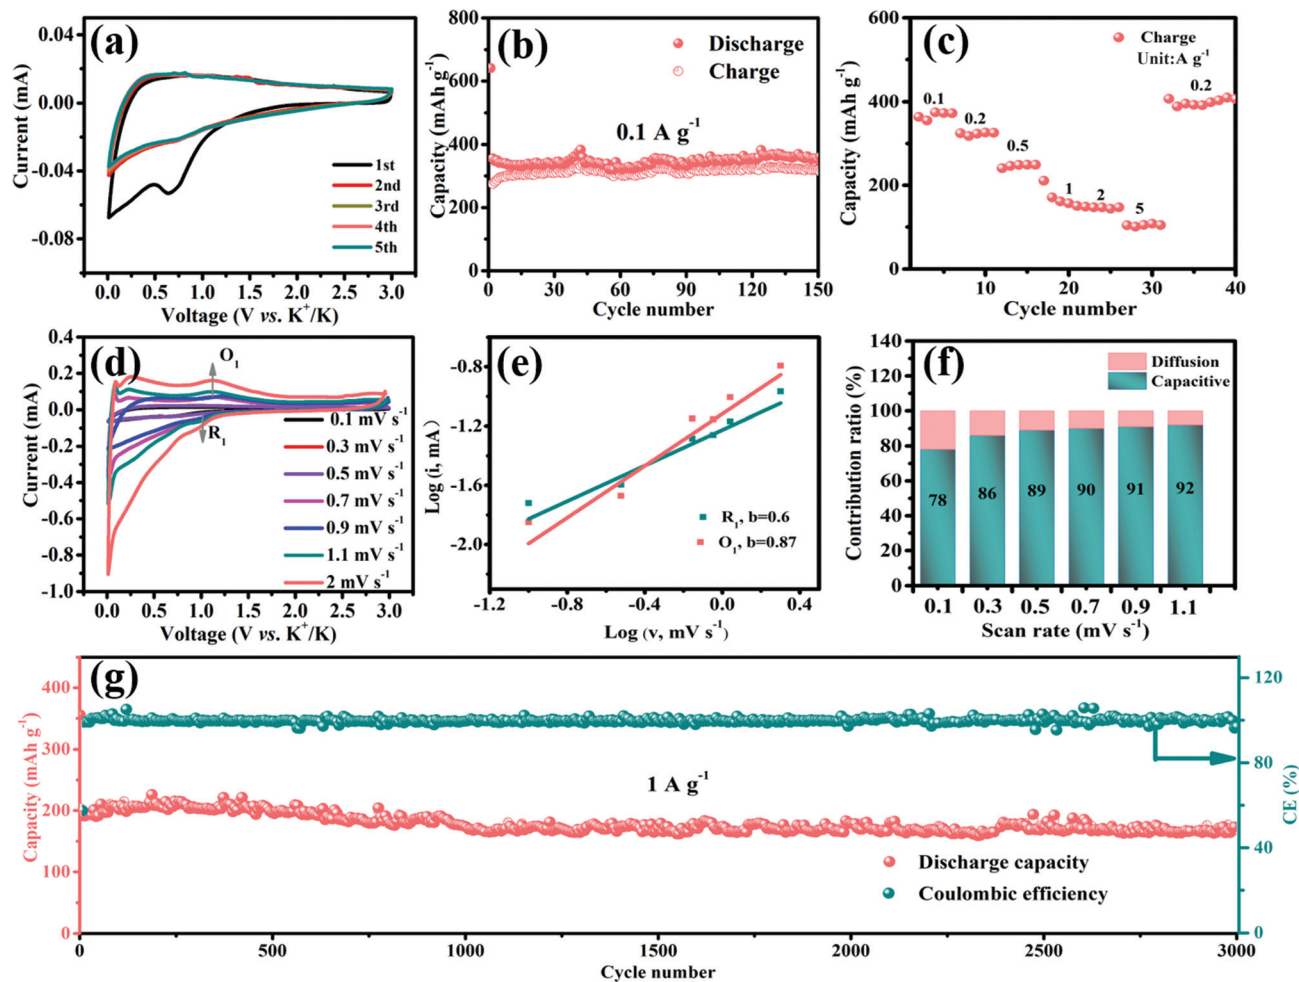 (a)
Current (mA)
0.04
0.00
-0.04
-0.08
1st
2nd
3rd
4th
5th
0.0 0.5 1.0 1.5 2.0 2.5 3.0
Voltage (V vs. K⁺/K)
(b)
Capacity (mAh g⁻¹)
800
600
400
300
200
0
Discharge
Charge
0.1 A g⁻¹
0 30 60 90 120 150
Cycle number
(c)
Capacity (mAh g⁻¹)
600
400
200
0
Charge
Unit:A g⁻¹
0.1
0.2
0.5
1
2
5
0.2
10 20 30 40
Cycle number
(d)
Current (mA)
0.4
0.2
0.0
-0.2
-0.4
-0.6
-0.8
-1.0
O₁
R₁
0.1 mV s⁻¹
0.3 mV s⁻¹
0.5 mV s⁻¹
0.7 mV s⁻¹
0.9 mV s⁻¹
1.1 mV s⁻¹
2 mV s⁻¹
0.0 0.5 1.0 1.5 2.0 2.5 3.0
Voltage (V vs. K⁺/K)
(e)
Log (i, mA)
-0.8
-1.2
-1.6
-2.0
R₁, b=0.6
O₁, b=0.87
-1.2 -0.8 -0.4 0.0 0.4
Log (v, mV s⁻¹)
(f)
Contribution ratio (%)
140
120
100
80
60
40
20
0
Diffusion
Capacitive
78 86 89 90 91 92
0.1 0.3 0.5 0.7 0.9 1.1
Scan rate (mV s⁻¹)
(g)
Capacity (mAh g⁻¹)
400
300
200
100
0
1 A g⁻¹
Discharge capacity
Coulombic efficiency
120
80
40
0
CE (%)
0 500 1000 1500 2000 2500 3000
Cycle number